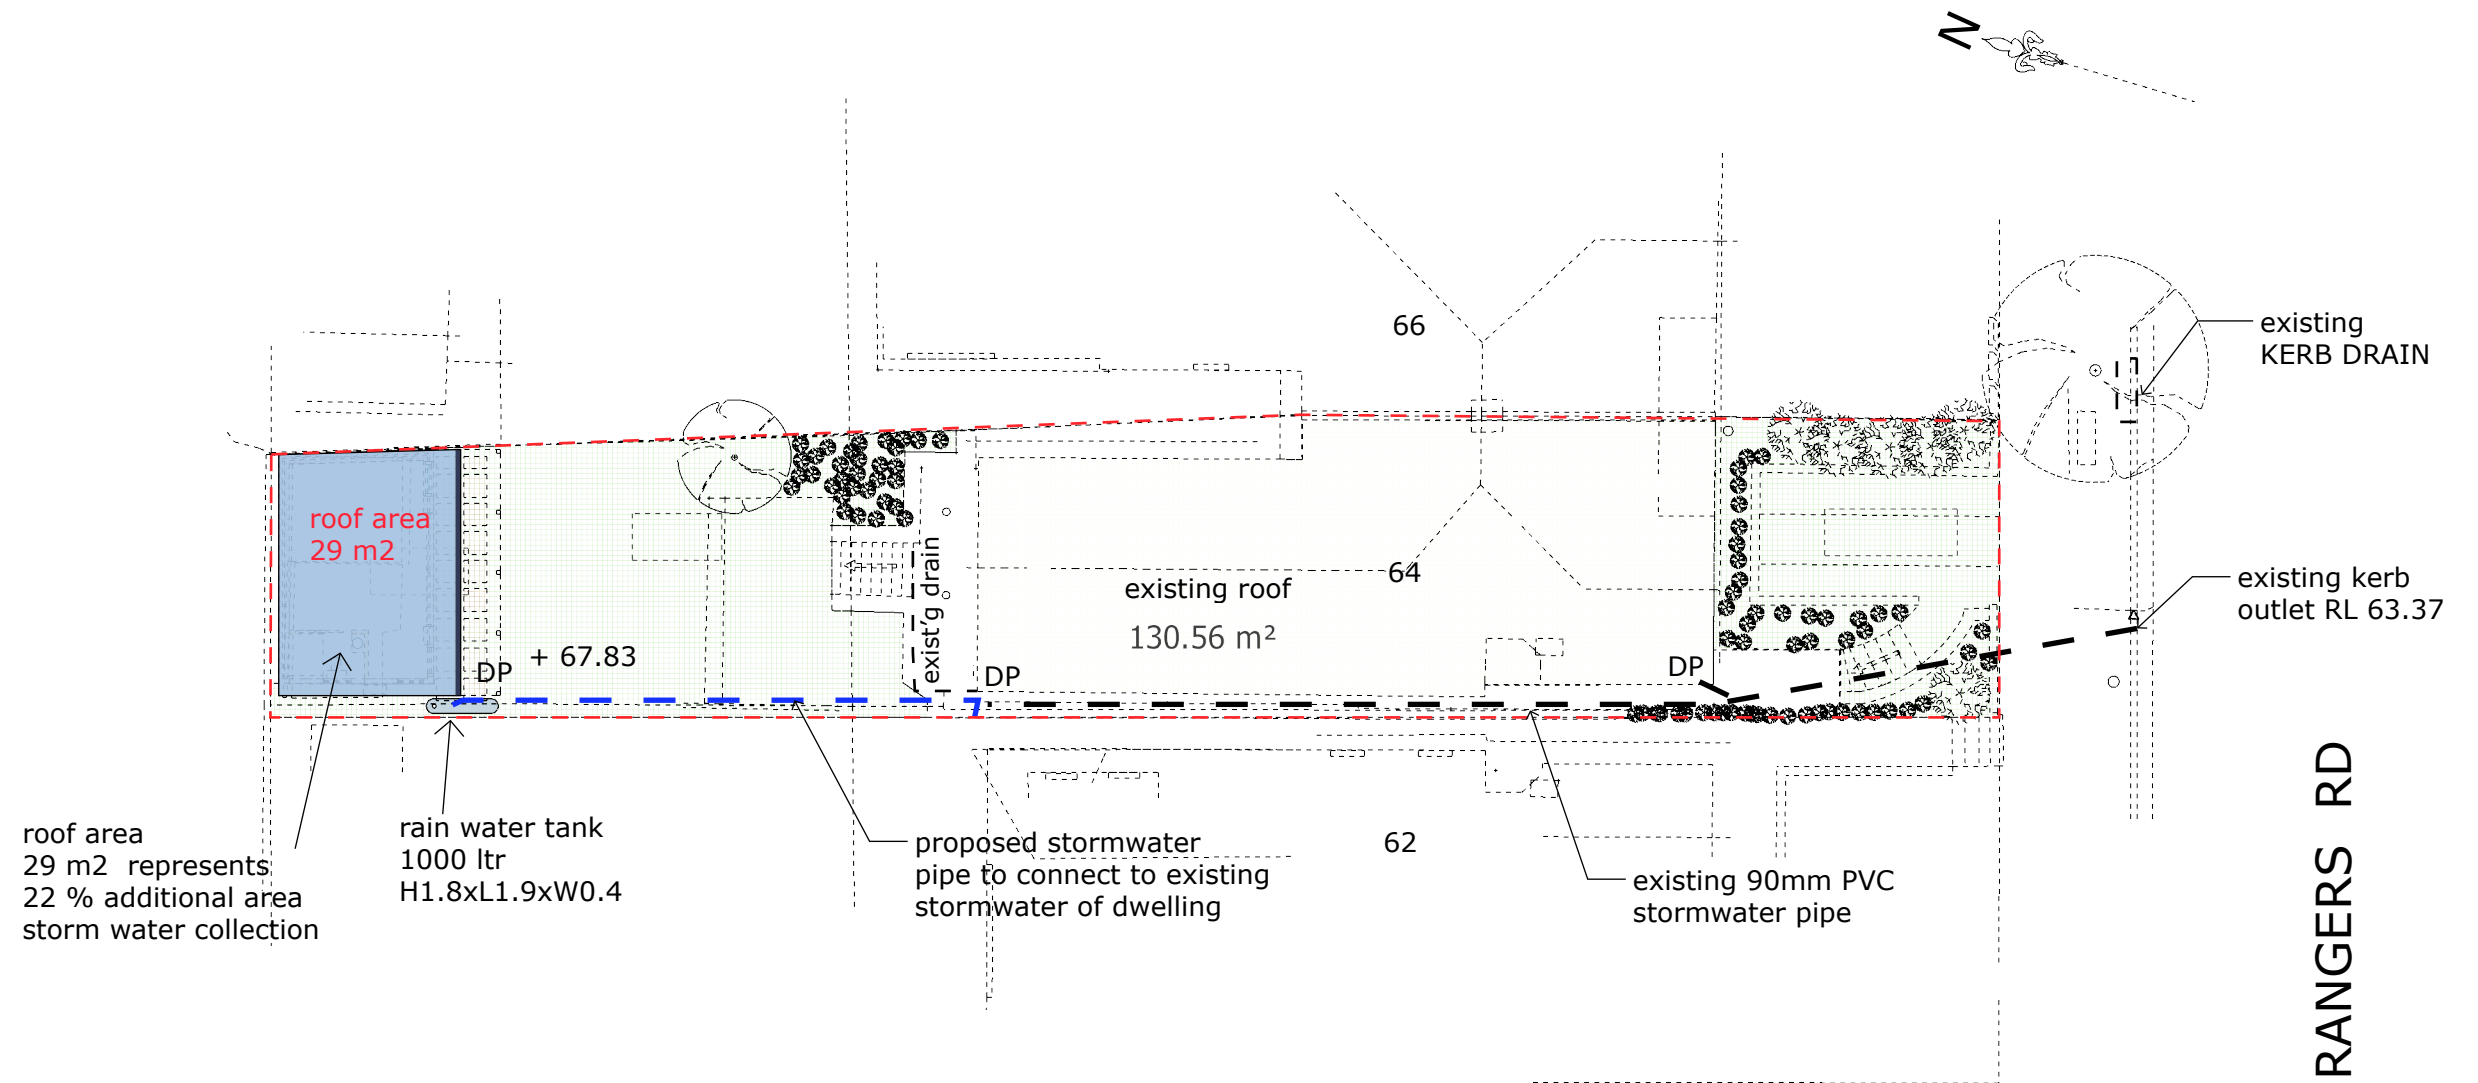 N
66
existing
KERB DRAIN
roof area
29 m2
exist'g drain
existing roof
130.56 m²
64
existing kerb
outlet RL 63.37
DP
+ 67.83
DP
DP
RANGERS RD
roof area
29 m2 represents
22 % additional area
storm water collection
rain water tank
1000 ltr
H1.8xL1.9xW0.4
proposed stormwater
pipe to connect to existing
stormwater of dwelling
62
existing 90mm PVC
stormwater pipe